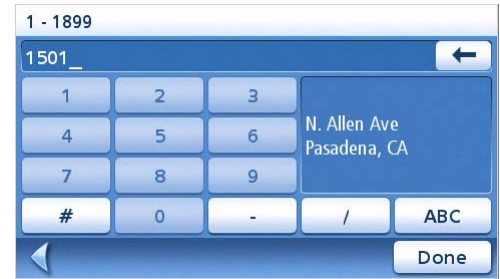 1 - 1899
1501_
1 2 3
N. Allen Ave
4 5 6
Pasadena, CA
7 8 9
# 0 - / ABC
Done